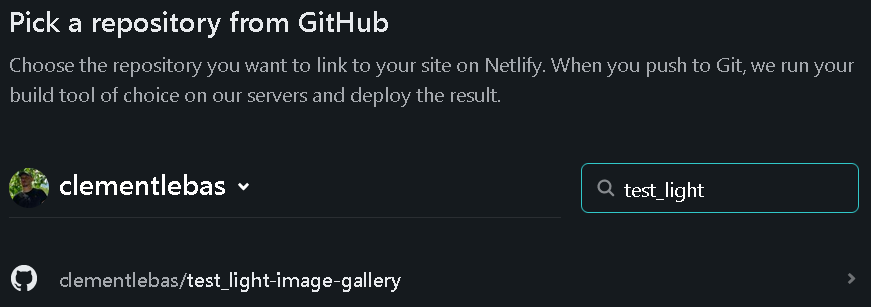 Pick a repository from GitHub
Choose the repository you want to link to your site on Netlify. When you push to Git, we run your
build tool of choice on our servers and deploy the result.
clementlebas
test_light
clementlebas/test_light-image-gallery